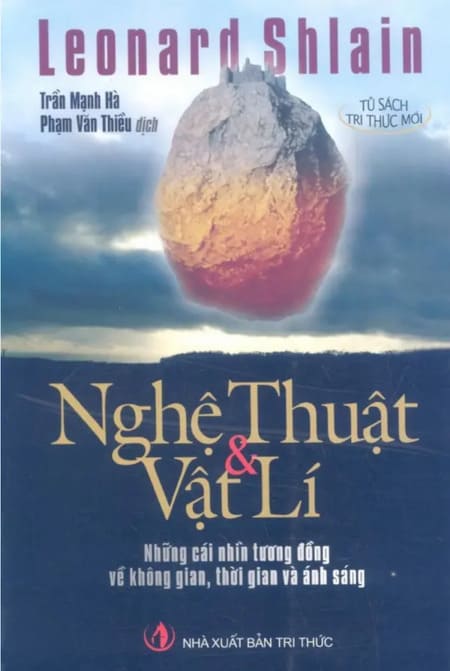 Leonard Shlain
Trần Mạnh Hà
Phạm Văn Thiều dịch
TỦ SÁCH
TRI THỨC MỚI
Nghệ Thuật
&
Vật Lí
Những cái nhìn tương đồng
về không gian, thời gian và ánh sáng
NHÀ XUẤT BẢN TRI THỨC